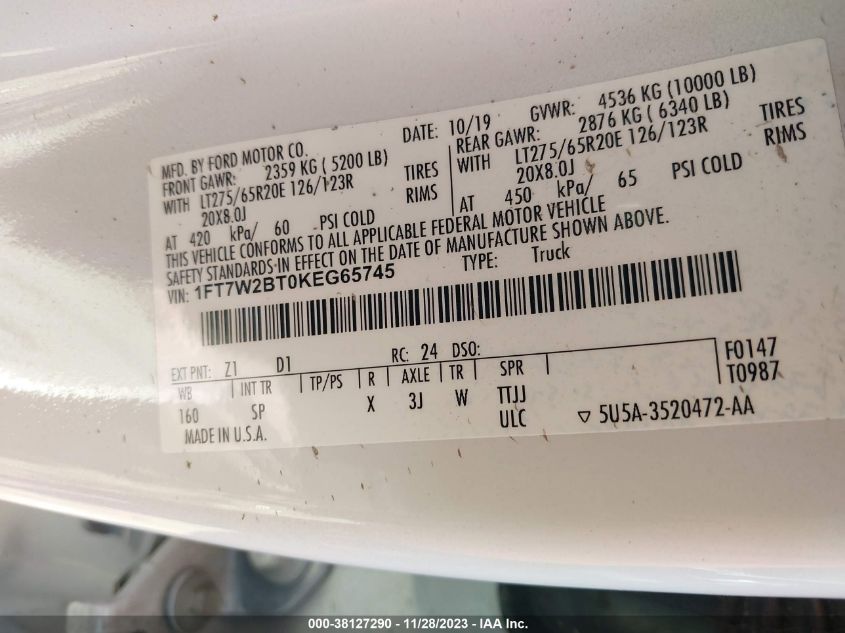 MFD. BY FORD MOTOR CO.
DATE: 10/19 GVWR: 4536 KG (10000 LB)
FRONT GAWR: 2359 KG ( 5200 LB)
REAR GAWR: 2876 KG ( 6340 LB)
WITH LT275/65R20E 126/123R TIRES
WITH LT275/65R20E 126/123R TIRES
20X8.0J RIMS
20X8.0J RIMS
AT 420 kPa/ 60 PSI COLD
AT 450 kPa/ 65 PSI COLD
THIS VEHICLE CONFORMS TO ALL APPLICABLE FEDERAL MOTOR VEHICLE
SAFETY STANDARDS IN EFFECT ON THE DATE OF MANUFACTURE SHOWN ABOVE.
VIN: 1FT7W2BT0KEG65745
TYPE: Truck
EXT PNT: Z1 D1 RC: 24 DSO: F0147
WB INT TR TP/PS R AXLE TR SPR T0987
160 SP X 3J W TTJJ
ULC
MADE IN U.S.A.
▽ 5U5A-3520472-AA
000-38127290 - 11/28/2023 - IAA Inc.